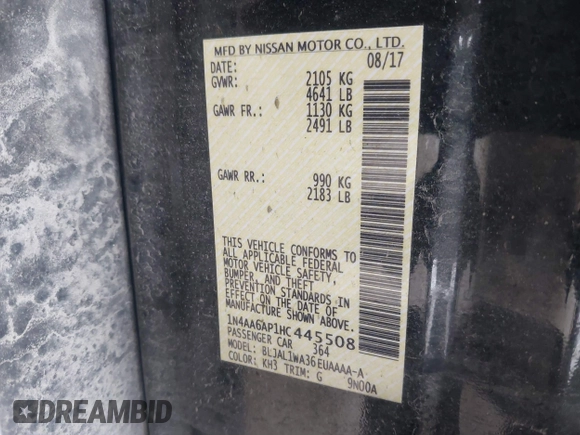 MFD BY NISSAN MOTOR CO., LTD.
DATE: 08/17
GVWR: 2105 KG
4641 LB
GAWR FR.: 1130 KG
2491 LB
GAWR RR.: 990 KG
2183 LB
THIS VEHICLE CONFORMS TO
ALL APPLICABLE FEDERAL
MOTOR VEHICLE SAFETY,
BUMPER, AND THEFT
PREVENTION STANDARDS IN
EFFECT ON THE DATE OF
MANUFACTURE SHOWN ABOVE.
1N4AA6AP1HC445508
PASSENGER CAR 364
MODEL: BLJAL1WA36EUAAAA-A
COLOR: KH3 TRIM: G 9N00A
DREAMBID